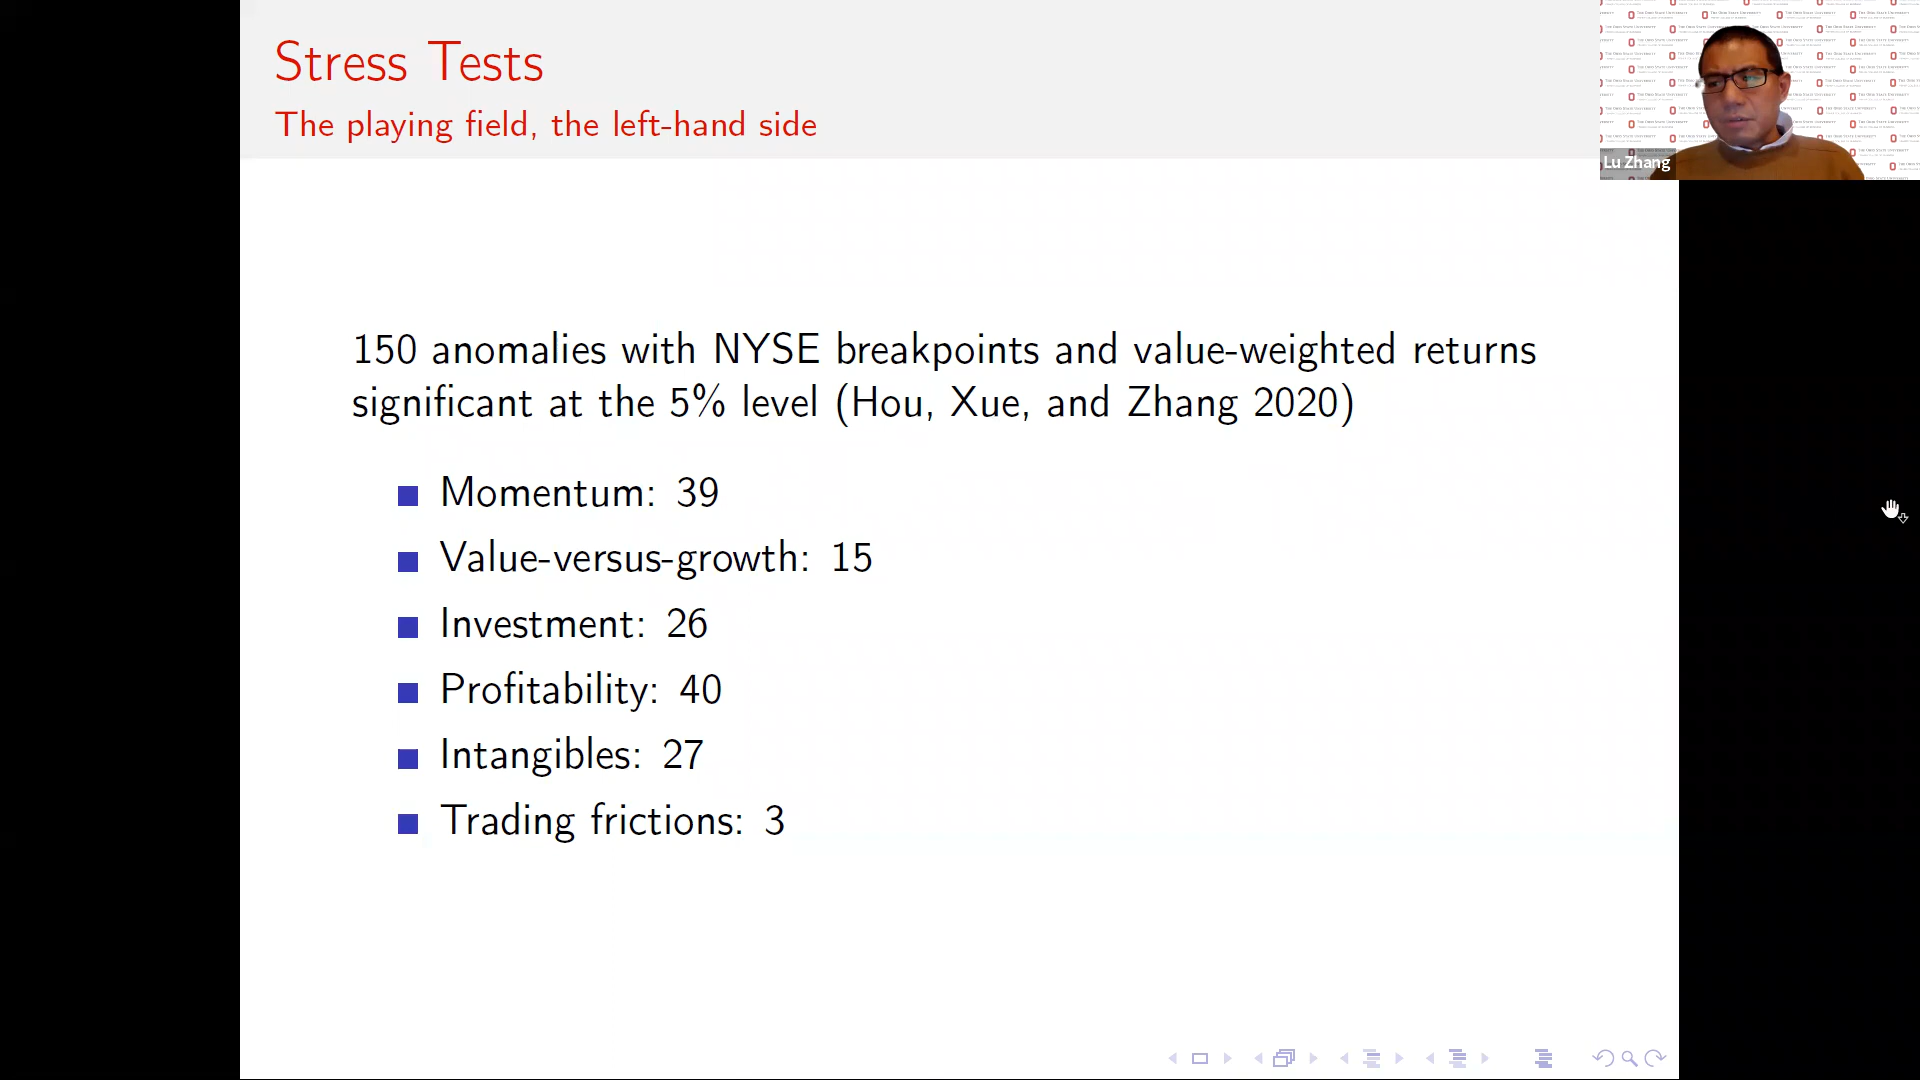 Stress Tests
The playing field, the left-hand side
Lu Zhang
150 anomalies with NYSE breakpoints and value-weighted returns
significant at the 5% level (Hou, Xue, and Zhang 2020)
Momentum: 39
Value-versus-growth: 15
Investment: 26
Profitability: 40
Intangibles: 27
Trading frictions: 3